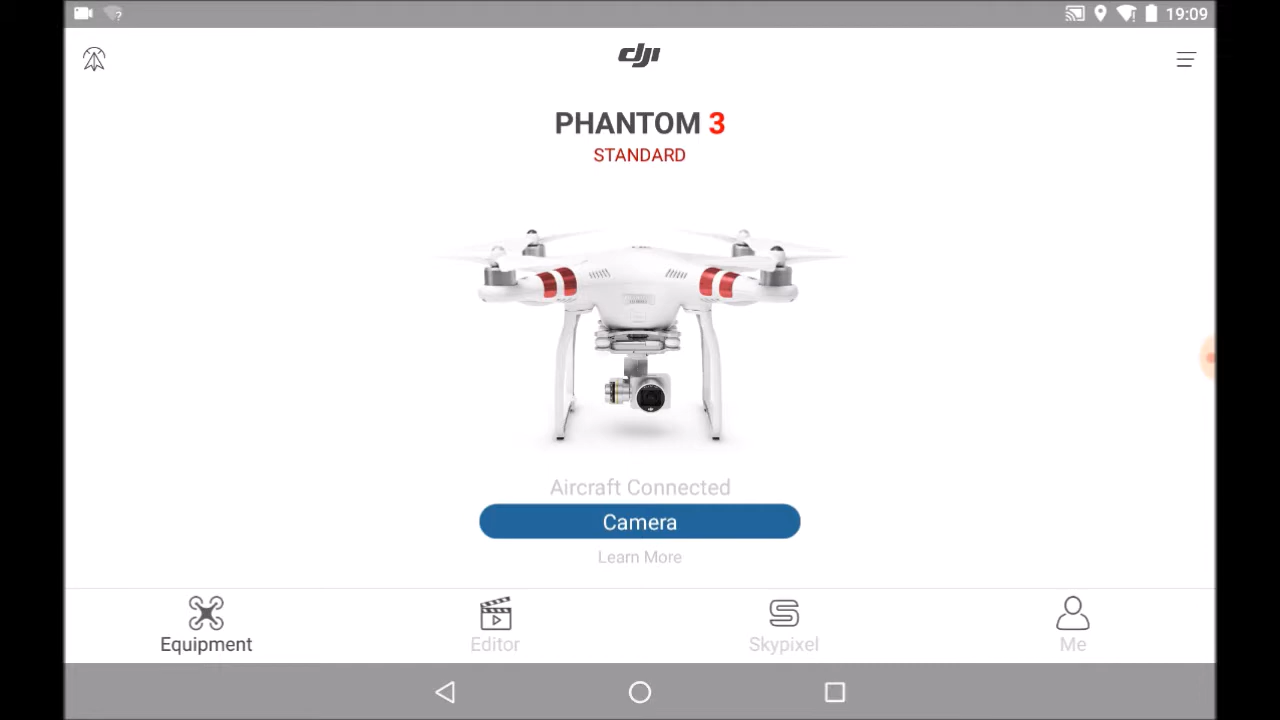 19:09
dji
PHANTOM 3
STANDARD
Aircraft Connected
Camera
Learn More
Equipment
Editor
Skypixel
Me